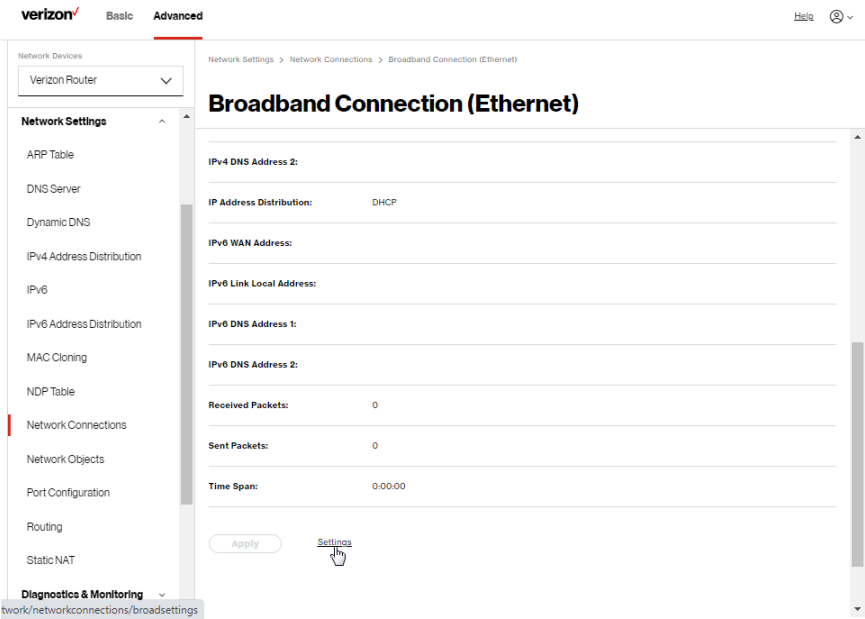 verizon✓ Basic Advanced Help
Network Devices
Verizon Router
Network Settings
ARP Table
DNS Server
Dynamic DNS
IPv4 Address Distribution
IPv6
IPv6 Address Distribution
MAC Cloning
NDP Table
Network Connections
Network Objects
Port Configuration
Routing
Static NAT
Diagnostics & Monitoring
twork/networkconnections/broadsettings
Network Settings > Network Connections > Broadband Connection (Ethernet)
Broadband Connection (Ethernet)
IPv4 DNS Address 2:
IP Address Distribution: DHCP
IPv6 WAN Address:
IPv6 Link Local Address:
IPv6 DNS Address 1:
IPv6 DNS Address 2:
Received Packets: 0
Sent Packets: 0
Time Span: 0:00:00
Apply Settings